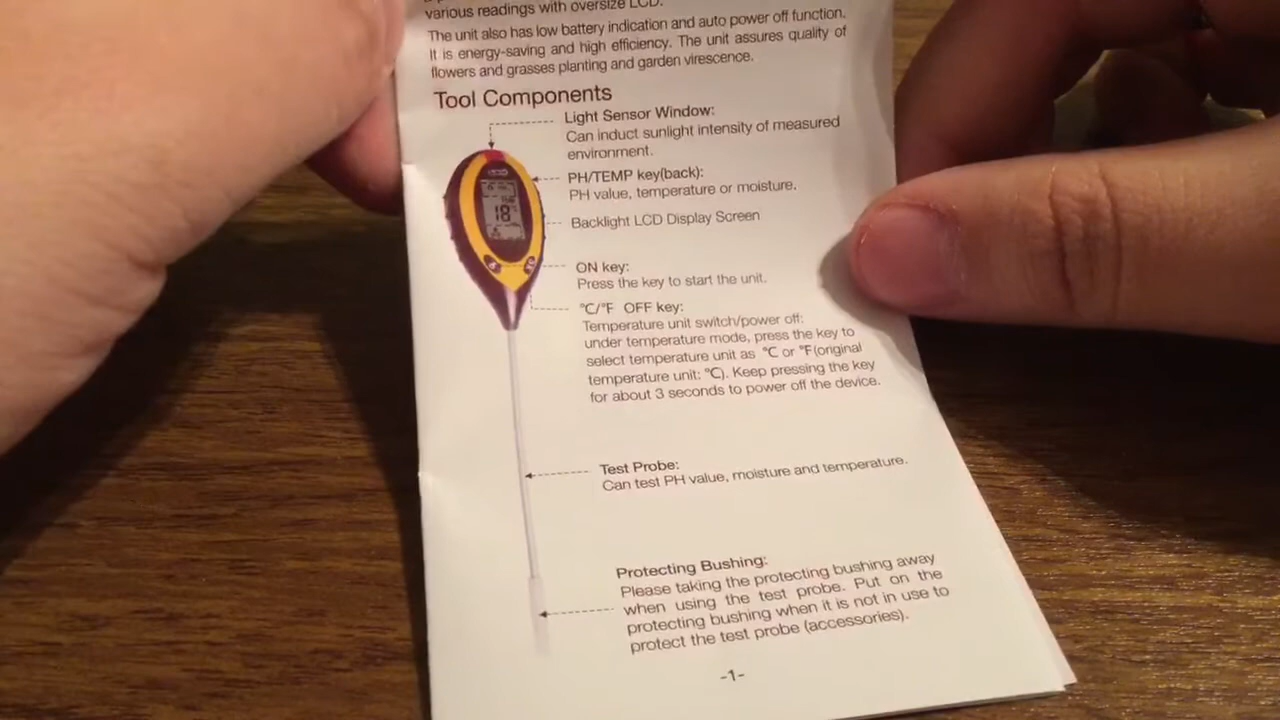 various readings with oversize LCD.
The unit also has low battery indication and auto power off function.
It is energy-saving and high efficiency. The unit assures quality of
flowers and grasses planting and garden virescence.
Tool Components
Light Sensor Window:
Can induct sunlight intensity of measured
environment.
PH/TEMP key(back):
PH value, temperature or moisture.
Backlight LCD Display Screen
18
ON key:
Press the key to start the unit.
℃/℉ OFF key:
Temperature unit switch/power off:
under temperature mode, press the key to
select temperature unit as ℃ or ℉(original
temperature unit: ℃). Keep pressing the key
for about 3 seconds to power off the device.
Test Probe:
Can test PH value, moisture and temperature.
Protecting Bushing:
Please taking the protecting bushing away
when using the test probe. Put on the
protecting bushing when it is not in use to
protect the test probe (accessories).
-1-